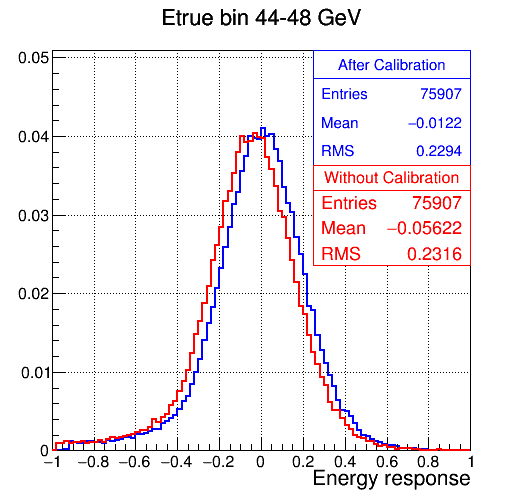 Etrue bin 44-48 GeV
After Calibration
Entries 75907
Mean −0.0122
RMS 0.2294
Without Calibration
Entries 75907
Mean −0.05622
RMS 0.2316
0.05
0.04
0.03
0.02
0.01
0
−1 −0.8 −0.6 −0.4 −0.2 0 0.2 0.4 0.6 0.8 1
Energy response